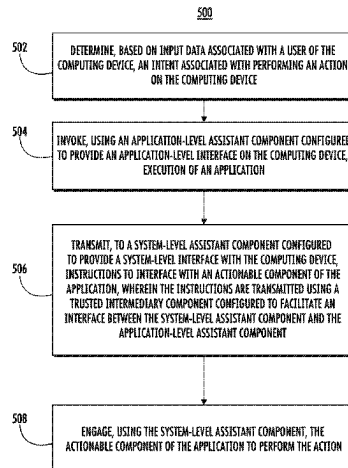 500
502
DETERMINE, BASED ON INPUT DATA ASSOCIATED WITH A USER OF THE
COMPUTING DEVICE, AN INTENT ASSOCIATED WITH PERFORMING AN ACTION
ON THE COMPUTING DEVICE
504
INVOKE, USING AN APPLICATION-LEVEL ASSISTANT COMPONENT CONFIGURED
TO PROVIDE AN APPLICATION-LEVEL INTERFACE ON THE COMPUTING DEVICE,
EXECUTION OF AN APPLICATION
506
TRANSMIT, TO A SYSTEM-LEVEL ASSISTANT COMPONENT CONFIGURED
TO PROVIDE A SYSTEM-LEVEL INTERFACE WITH THE COMPUTING DEVICE,
INSTRUCTIONS TO INTERFACE WITH AN ACTIONABLE COMPONENT OF THE
APPLICATION, WHEREIN THE INSTRUCTIONS ARE TRANSMITTED USING A
TRUSTED INTERMEDIARY COMPONENT CONFIGURED TO FACILITATE AN
INTERFACE BETWEEN THE SYSTEM-LEVEL ASSISTANT COMPONENT AND THE
APPLICATION-LEVEL ASSISTANT COMPONENT
508
ENGAGE, USING THE SYSTEM-LEVEL ASSISTANT COMPONENT, THE
ACTIONABLE COMPONENT OF THE APPLICATION TO PERFORM THE ACTION